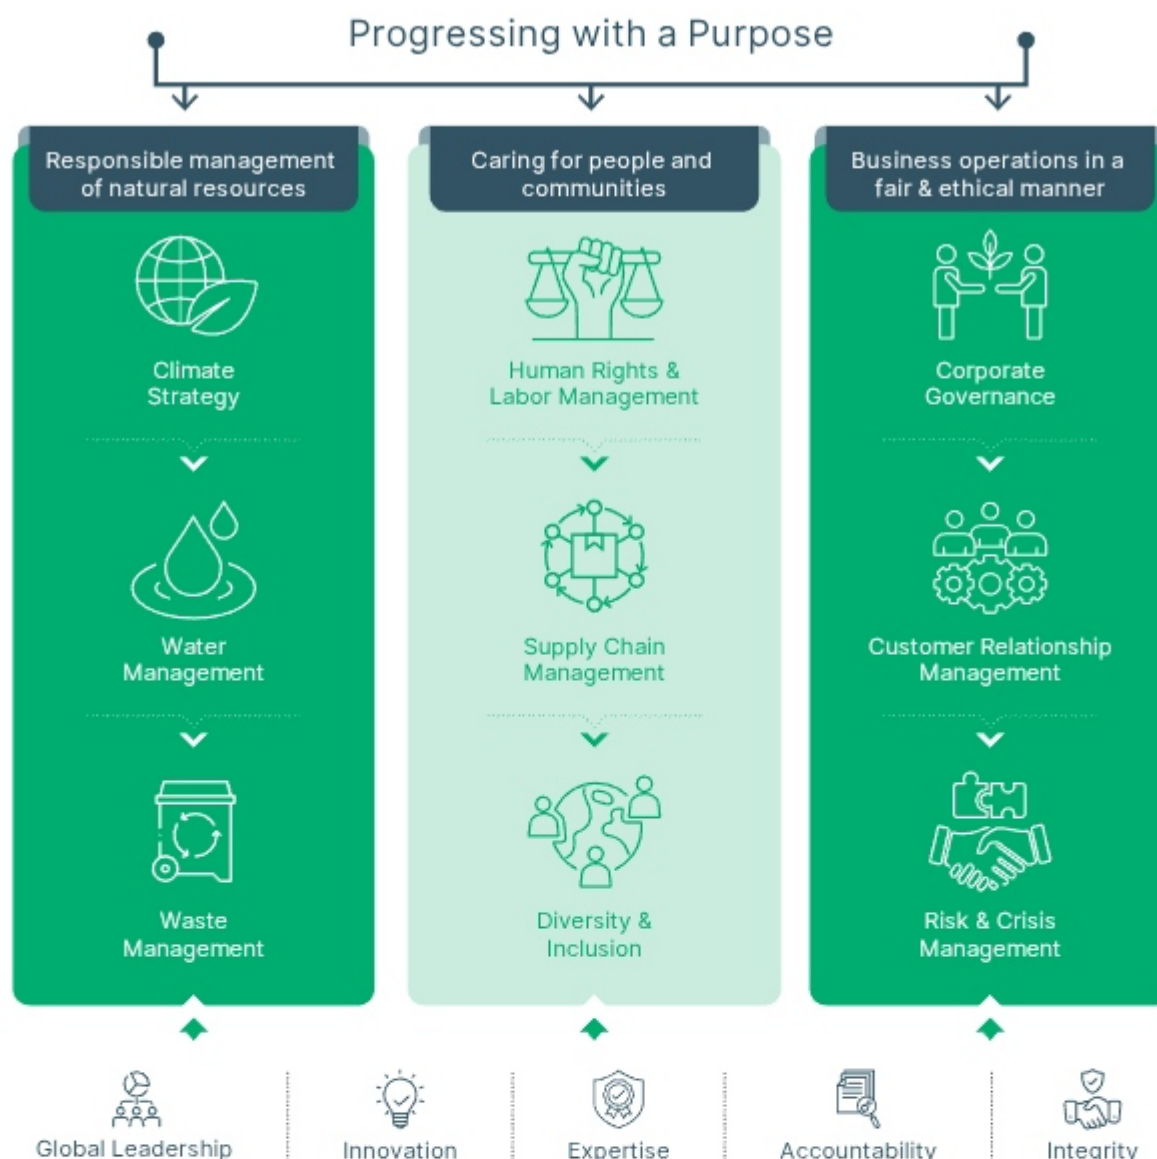 Progressing with a Purpose
Responsible management
of natural resources
Climate
Strategy
Water
Management
Waste
Management
Caring for people and
communities
Human Rights &
Labor Management
Supply Chain
Management
Diversity &
Inclusion
Business operations in a
fair & ethical manner
Corporate
Governance
Customer Relationship
Management
Risk & Crisis
Management
Global Leadership
Innovation
Expertise
Accountability
Integrity